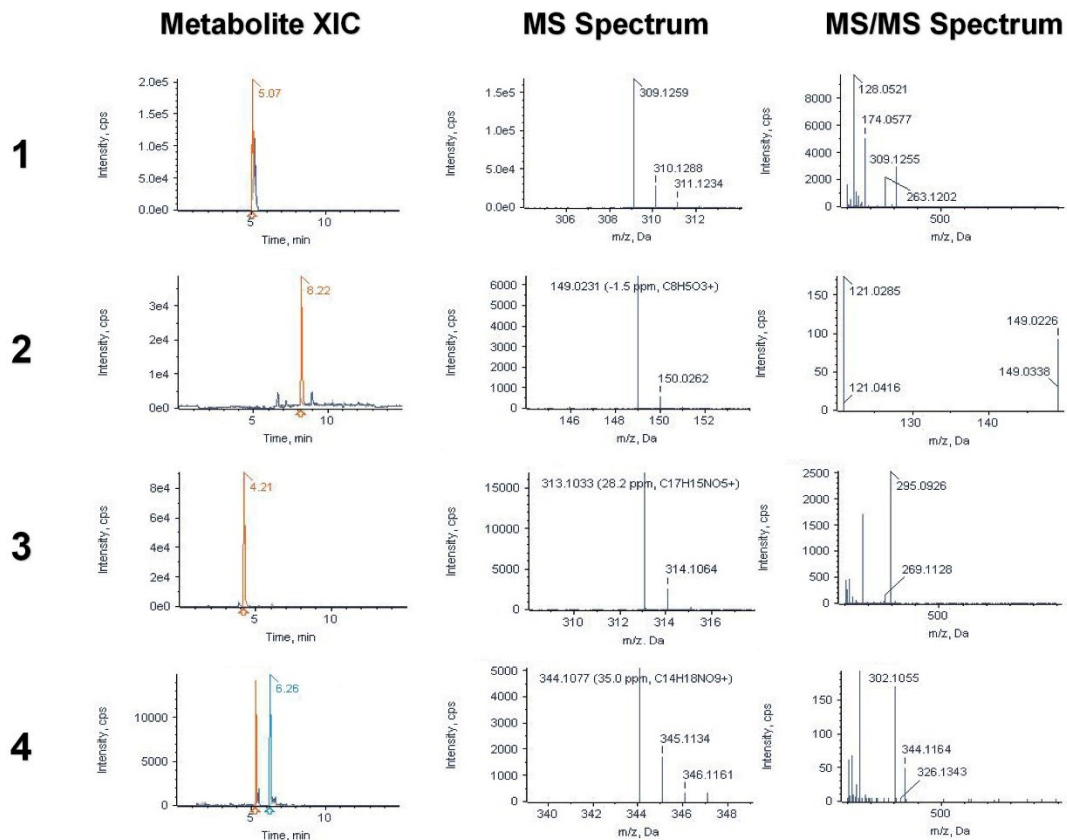 Metabolite XIC MS Spectrum MS/MS Spectrum
1
Intensity, cps
2.0e5
1.5e5
1.0e5
5.0e4
0.0e0
5.07
5 10
Time, min
Intensity, cps
1.5e5
1.0e5
5.0e4
0.0e0
309.1259
310.1288
311.1234
306 308 310 312
m/z, Da
Intensity, cps
8000
6000
4000
2000
0
128.0521
174.0577
309.1255
263.1202
500
m/z, Da
2
Intensity, cps
3e4
2e4
1e4
0e0
8.22
5 10
Time, min
Intensity, cps
6000
5000
4000
3000
2000
1000
0
149.0231 (-1.5 ppm, C8H5O3+)
150.0262
146 148 150 152
m/z, Da
Intensity, cps
150
100
50
0
121.0285
149.0226
149.0338
121.0416
130 140
m/z, Da
3
Intensity, cps
8e4
6e4
4e4
2e4
0e0
4.21
5 10
Time, min
Intensity, cps
15000
10000
5000
0
313.1033 (28.2 ppm, C17H15NO5+)
314.1064
310 312 314 316
m/z. Da
Intensity, cps
2500
2000
1500
1000
500
0
295.0926
269.1128
500
m/z, Da
4
Intensity, cps
10000
5000
0
6.26
5 10
Time, min
Intensity, cps
5000
4000
3000
2000
1000
0
344.1077 (35.0 ppm, C14H18NO9+)
345.1134
346.1161
340 342 344 346 348
m/z, Da
Intensity, cps
150
100
50
0
302.1055
344.1164
326.1343
500
m/z, Da